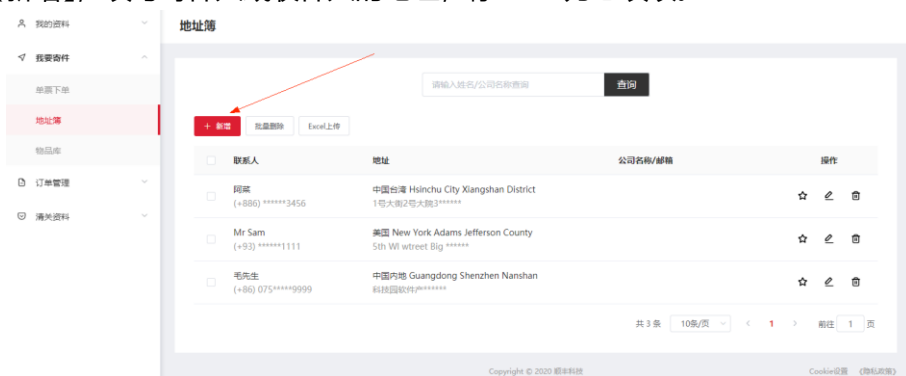 我的资料
地址簿
我要寄件
单票下单
地址簿
物品库
订单管理
清关资料
请输入姓名/公司名称查询
查询
+ 新增
批量删除
Excel上传
联系人
地址
公司名称/邮箱
操作
阿菜
中国台湾 Hsinchu City Xiangshan District
(+886) ******3456
1号大街2号大院3******
Mr Sam
美国 New York Adams Jefferson County
(+93) ******1111
5th WI wtreet Big ******
毛先生
中国内地 Guangdong Shenzhen Nanshan
(+86) 075*****9999
科技园软件产******
共 3 条
10条/页
1
前往 1 页
Copyright © 2020 顺丰科技
Cookie设置
《隐私政策》